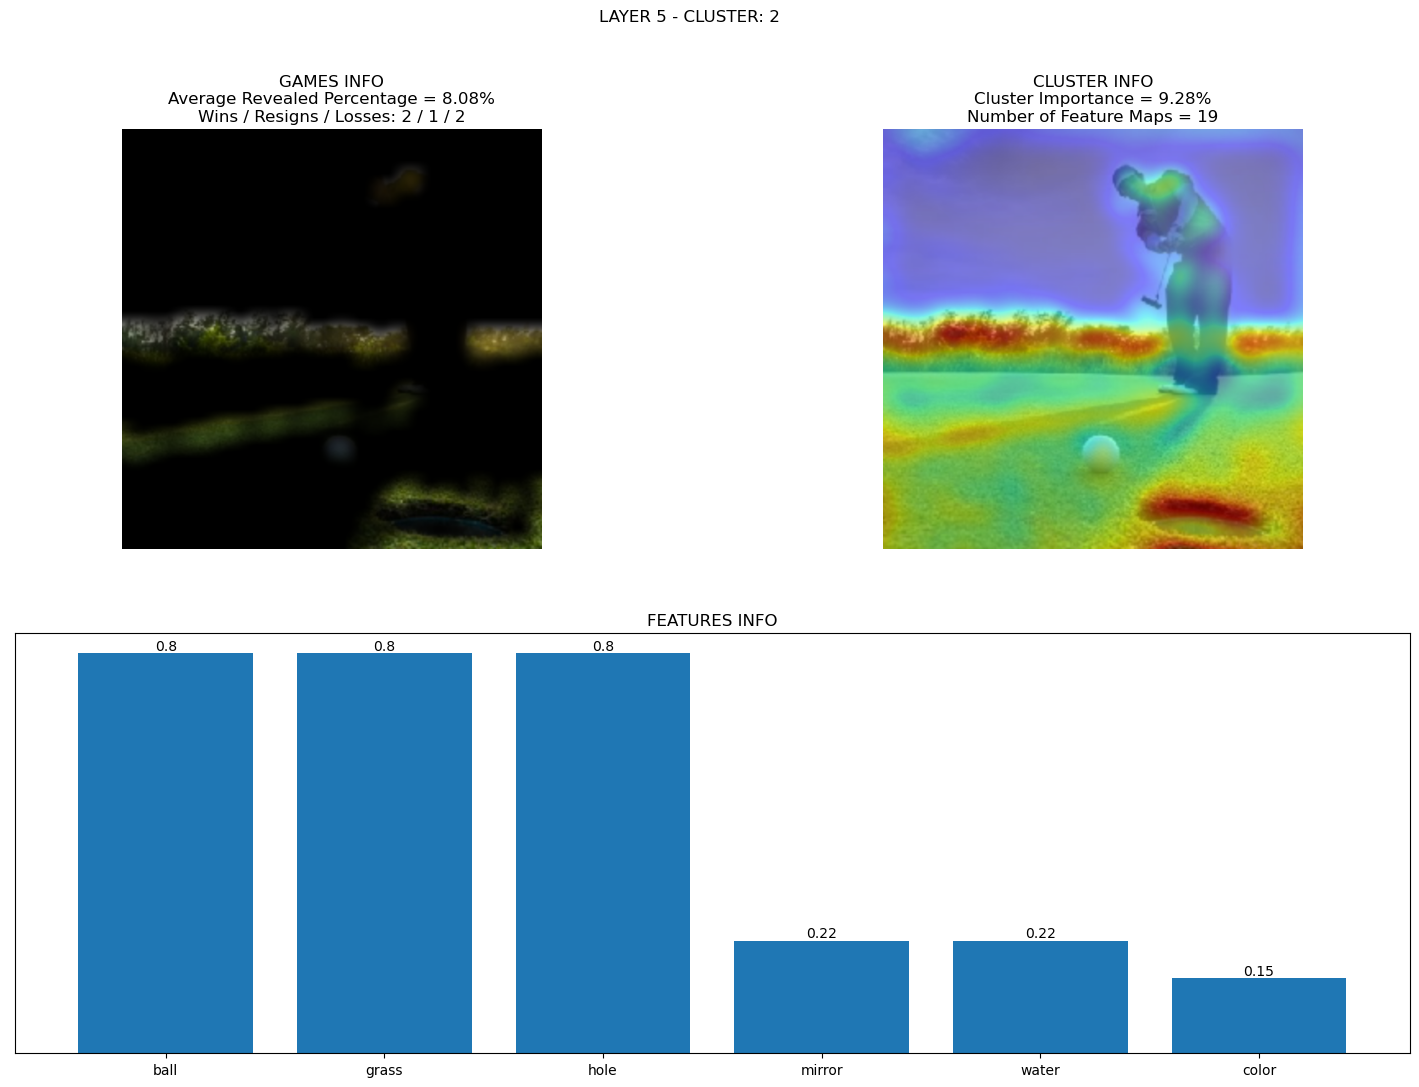 LAYER 5 - CLUSTER: 2
GAMES INFO
Average Revealed Percentage = 8.08%
Wins / Resigns / Losses: 2 / 1 / 2
CLUSTER INFO
Cluster Importance = 9.28%
Number of Feature Maps = 19
FEATURES INFO
0.8
0.8
0.8
0.22
0.22
0.15
ball
grass
hole
mirror
water
color